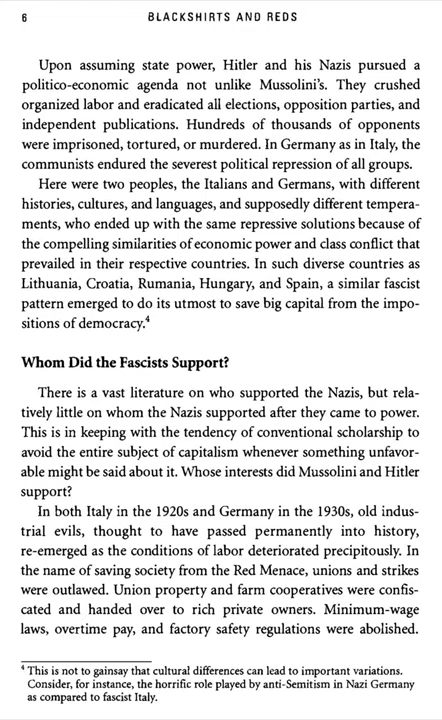 6 BLACKSHIRTS AND REDS
Upon assuming state power, Hitler and his Nazis pursued a
politico-economic agenda not unlike Mussolini's. They crushed
organized labor and eradicated all elections, opposition parties, and
independent publications. Hundreds of thousands of opponents
were imprisoned, tortured, or murdered. In Germany as in Italy, the
communists endured the severest political repression of all groups.
Here were two peoples, the Italians and Germans, with different
histories, cultures, and languages, and supposedly different tempera-
ments, who ended up with the same repressive solutions because of
the compelling similarities of economic power and class conflict that
prevailed in their respective countries. In such diverse countries as
Lithuania, Croatia, Rumania, Hungary, and Spain, a similar fascist
pattern emerged to do its utmost to save big capital from the impo-
sitions of democracy.⁴
Whom Did the Fascists Support?
There is a vast literature on who supported the Nazis, but rela-
tively little on whom the Nazis supported after they came to power.
This is in keeping with the tendency of conventional scholarship to
avoid the entire subject of capitalism whenever something unfavor-
able might be said about it. Whose interests did Mussolini and Hitler
support?
In both Italy in the 1920s and Germany in the 1930s, old indus-
trial evils, thought to have passed permanently into history,
re-emerged as the conditions of labor deteriorated precipitously. In
the name of saving society from the Red Menace, unions and strikes
were outlawed. Union property and farm cooperatives were confis-
cated and handed over to rich private owners. Minimum-wage
laws, overtime pay, and factory safety regulations were abolished.
⁴ This is not to gainsay that cultural differences can lead to important variations.
Consider, for instance, the horrific role played by anti-Semitism in Nazi Germany
as compared to fascist Italy.